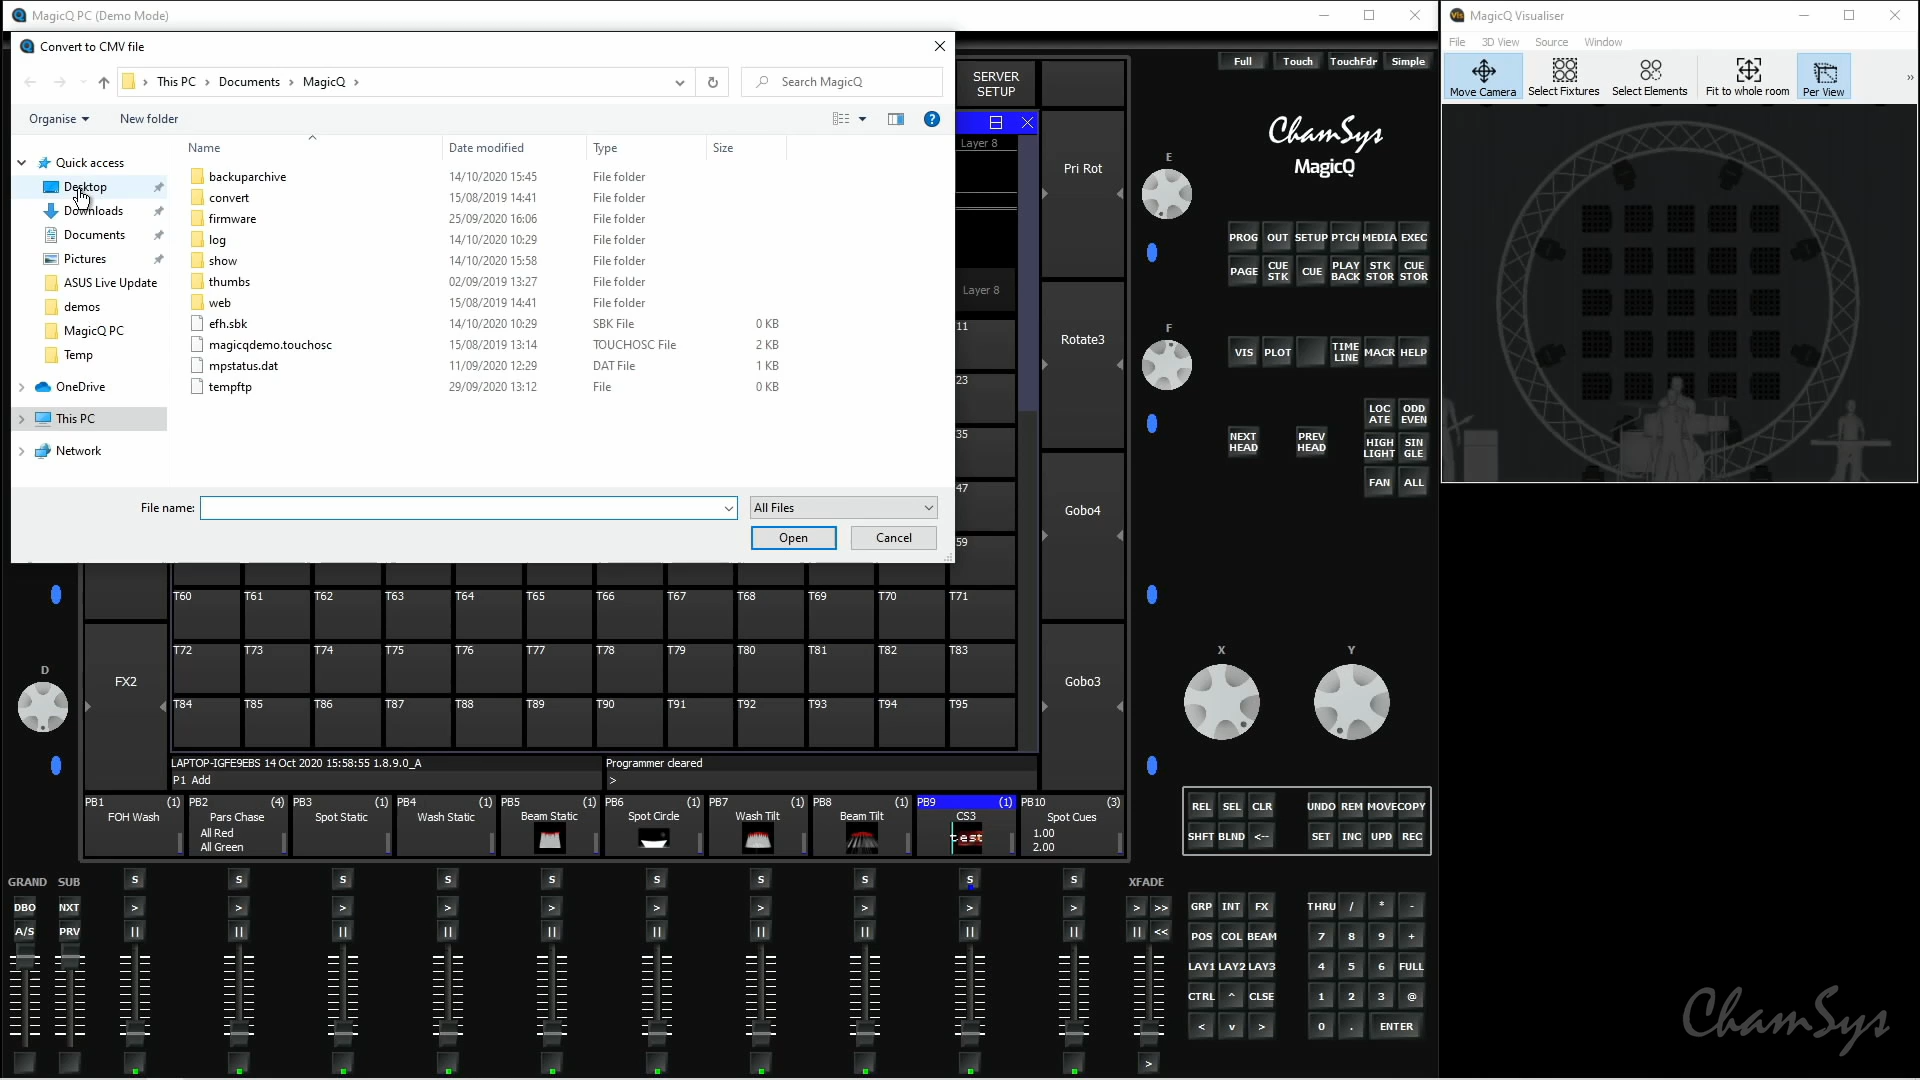 MagicQ PC (Demo Mode)
Convert to CMV file
This PC > Documents > MagicQ >
Search MagicQ
Organise
New folder
Name
Date modified
Type
Size
Quick access
Desktop
Downloads
Documents
Pictures
ASUS Live Update
demos
MagicQ PC
Temp
OneDrive
This PC
Network
backuparchive 14/10/2020 15:45 File folder
convert 15/08/2019 14:41 File folder
firmware 25/09/2020 16:06 File folder
log 14/10/2020 10:29 File folder
show 14/10/2020 15:58 File folder
thumbs 02/09/2019 13:27 File folder
web 15/08/2019 14:41 File folder
efh.sbk 14/10/2020 10:29 SBK File 0 KB
magicqdemo.touchosc 15/08/2019 13:14 TOUCHOSC File 2 KB
mpstatus.dat 11/09/2020 12:29 DAT File 1 KB
tempftp 29/09/2020 13:12 File 0 KB
File name:
All Files
Open
Cancel
SERVER
SETUP
Layer 8
Layer 8
11
23
35
47
59
Pri Rot
Rotate3
Gobo4
Gobo3
FX2
D
T60 T61 T62 T63 T64 T65 T66 T67 T68 T69 T70 T71
T72 T73 T74 T75 T76 T77 T78 T79 T80 T81 T82 T83
T84 T85 T86 T87 T88 T89 T90 T91 T92 T93 T94 T95
LAPTOP-IGFE9EBS 14 Oct 2020 15:58:55 1.8.9.0_A
Programmer cleared
P1 Add
>
PB1 (1) PB2 (4) PB3 (1) PB4 (1) PB5 (1) PB6 (1) PB7 (1) PB8 (1) PB9 (1) PB10 (3)
FOH Wash Pars Chase Spot Static Wash Static Beam Static Spot Circle Wash Tilt Beam Tilt CS3 Spot Cues
All Red
All Green
test
1.00
2.00
GRAND SUB
S S S S S S S S S S
XFADE
DBO NXT > > > > > > > > > > > >>
A/S PRV || || || || || || || || || || || <<
>
Full Touch TouchFdr Simple
ChamSys
MagicQ
E
F
PROG OUT SETUP PTCH MEDIA EXEC
PAGE CUE STK CUE PLAY BACK STK STOR CUE STOR
VIS PLOT TIME LINE MACR HELP
LOC ATE ODD EVEN
NEXT HEAD PREV HEAD HIGH LIGHT SIN GLE
FAN ALL
X
Y
REL SEL CLR UNDO REM MOVE COPY
SHFT BLND <-- SET INC UPD REC
GRP INT FX THRU / * -
POS COL BEAM 7 8 9 +
LAY1 LAY2 LAY3 4 5 6 FULL
CTRL ^ CLSE 1 2 3 @
< v > 0 . ENTER
MagicQ Visualiser
File 3D View Source Window
Move Camera
Select Fixtures
Select Elements
Fit to whole room
Per View
»
ChamSys